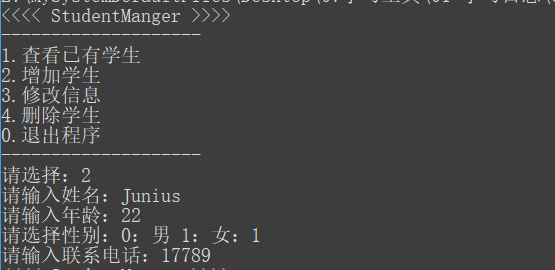 <<<< StudentManger >>>>
--------------------
1.查看已有学生
2.增加学生
3.修改信息
4.删除学生
0.退出程序
--------------------
请选择：2
请输入姓名：Junius
请输入年龄：22
请选择性别：0：男 1：女：1
请输入联系电话：17789